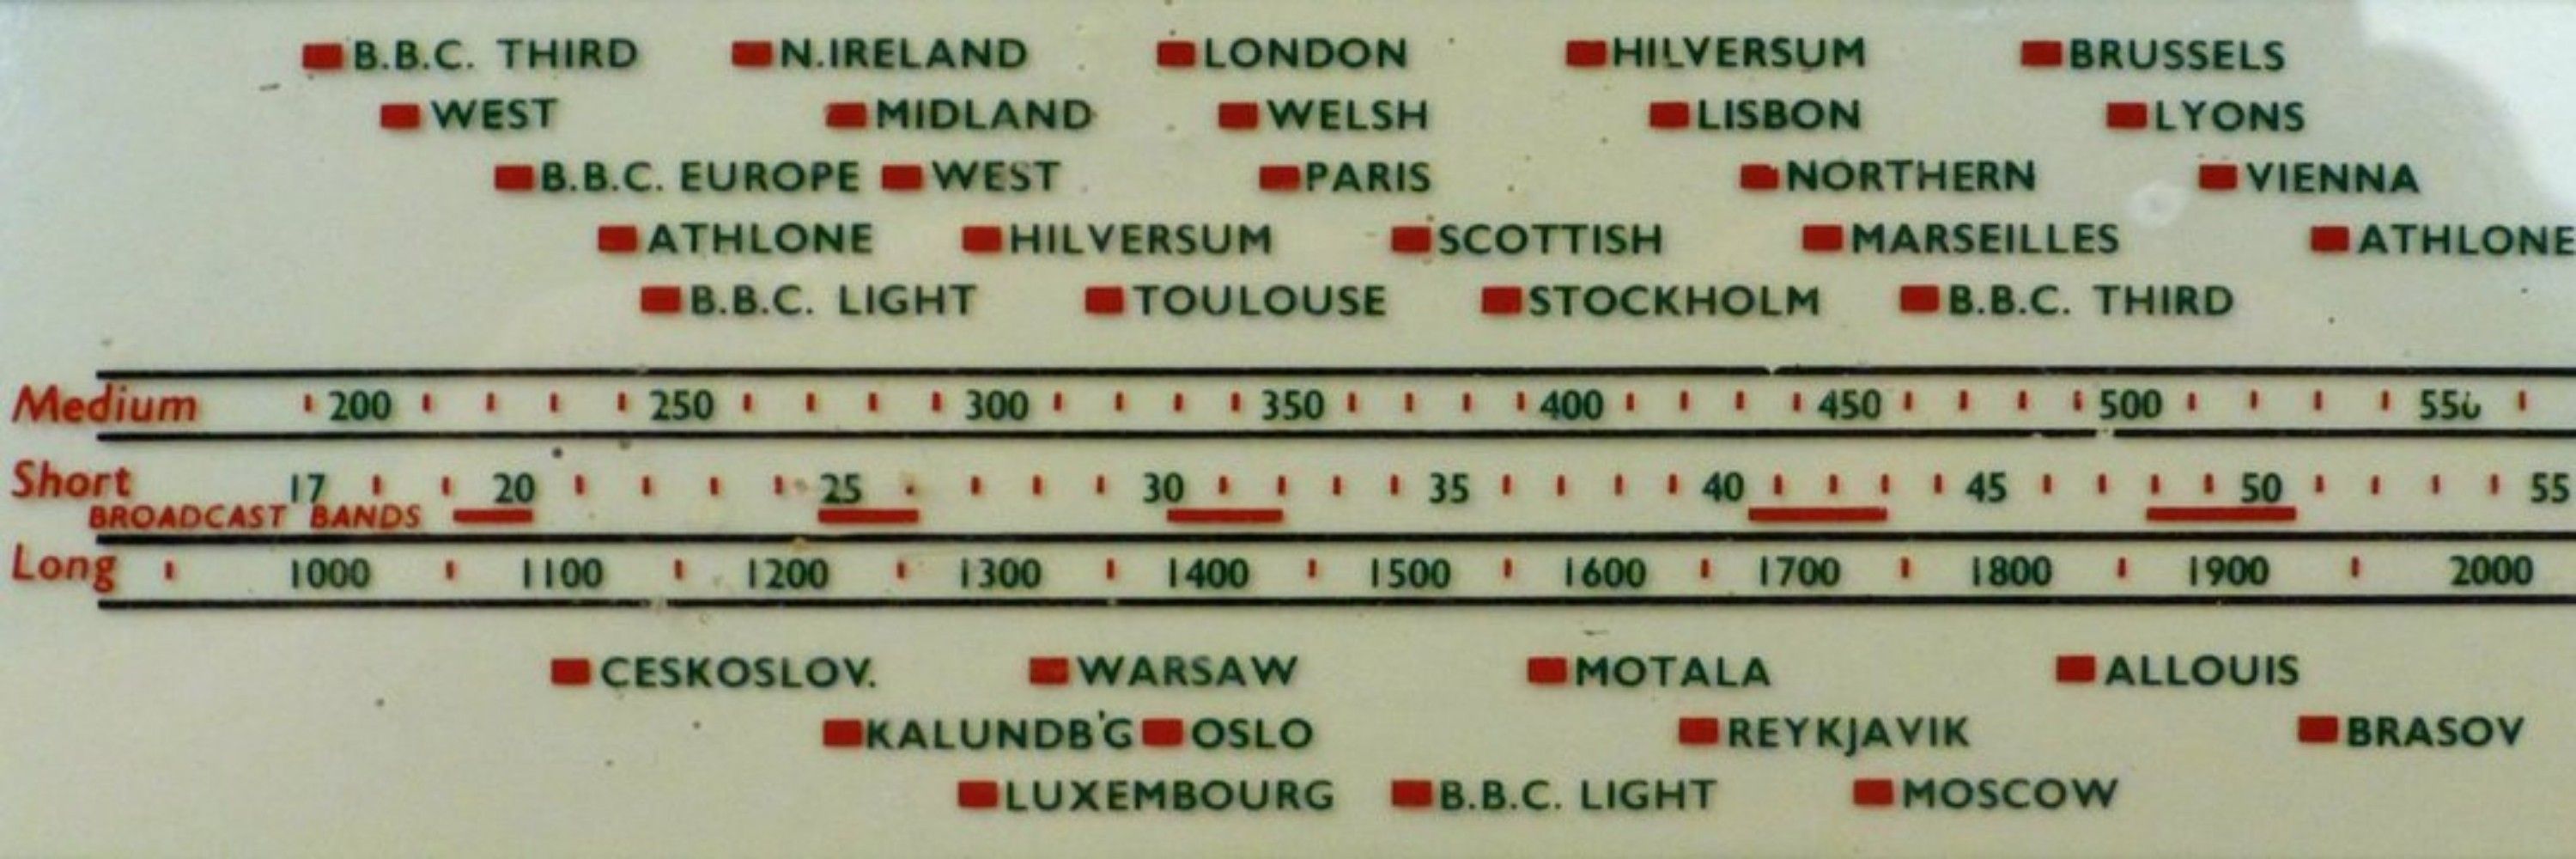 B.B.C. THIRD N.IRELAND LONDON HILVERSUM BRUSSELS
WEST MIDLAND WELSH LISBON LYONS
B.B.C. EUROPE WEST PARIS NORTHERN VIENNA
ATHLONE HILVERSUM SCOTTISH MARSEILLES ATHLONE
B.B.C. LIGHT TOULOUSE STOCKHOLM B.B.C. THIRD
Medium 200 250 300 350 400 450 500 550
Short 17 20 25 30 35 40 45 50 55
BROADCAST BANDS
Long 1000 1100 1200 1300 1400 1500 1600 1700 1800 1900 2000
CESKOSLOV. WARSAW MOTALA ALLOUIS
KALUNDB'G OSLO REYKJAVIK BRASOV
LUXEMBOURG B.B.C. LIGHT MOSCOW